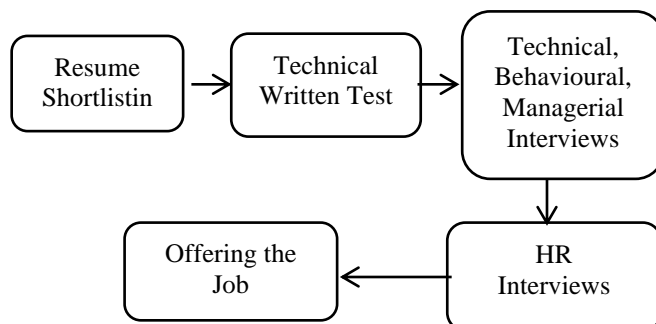 Resume
Shortlistin
Technical
Written Test
Technical,
Behavioural,
Managerial
Interviews
HR
Interviews
Offering the
Job